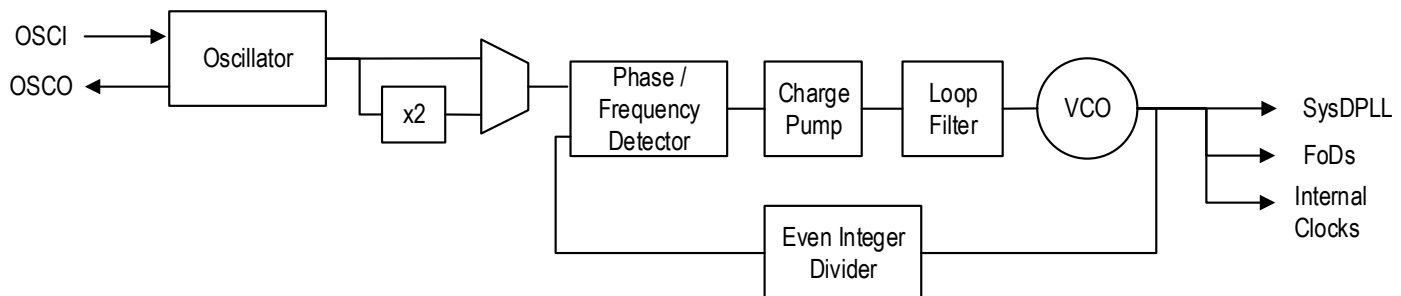 OSCI
OSCO
Oscillator
x2
Phase /
Frequency
Detector
Charge
Pump
Loop
Filter
VCO
SysDPLL
FoDs
Internal
Clocks
Even Integer
Divider